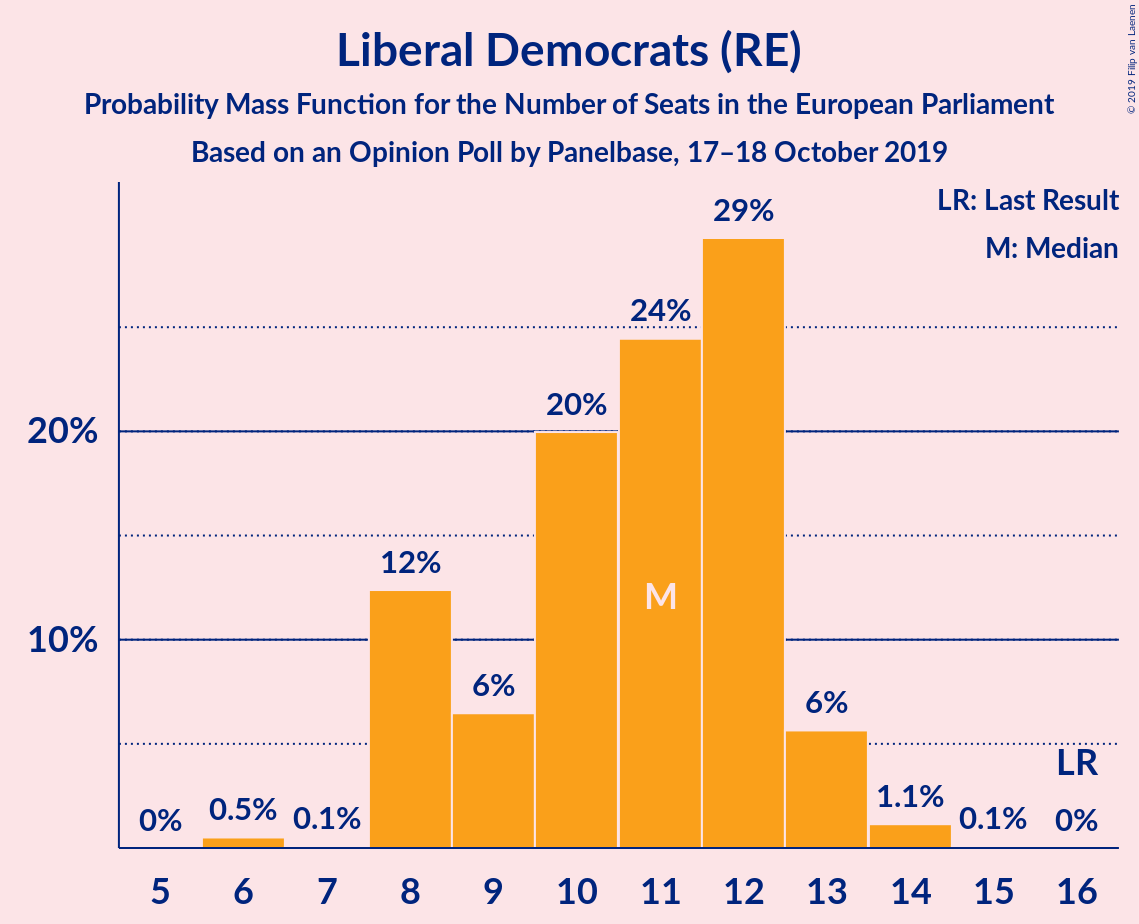 Liberal Democrats (RE)
Probability Mass Function for the Number of Seats in the European Parliament
Based on an Opinion Poll by Panelbase, 17–18 October 2019
© 2019 Filip van Laenen
LR: Last Result
M: Median
20%
10%
0%
0.5%
0.1%
12%
6%
20%
24%
M
29%
6%
1.1%
0.1%
LR
0%
5 6 7 8 9 10 11 12 13 14 15 16